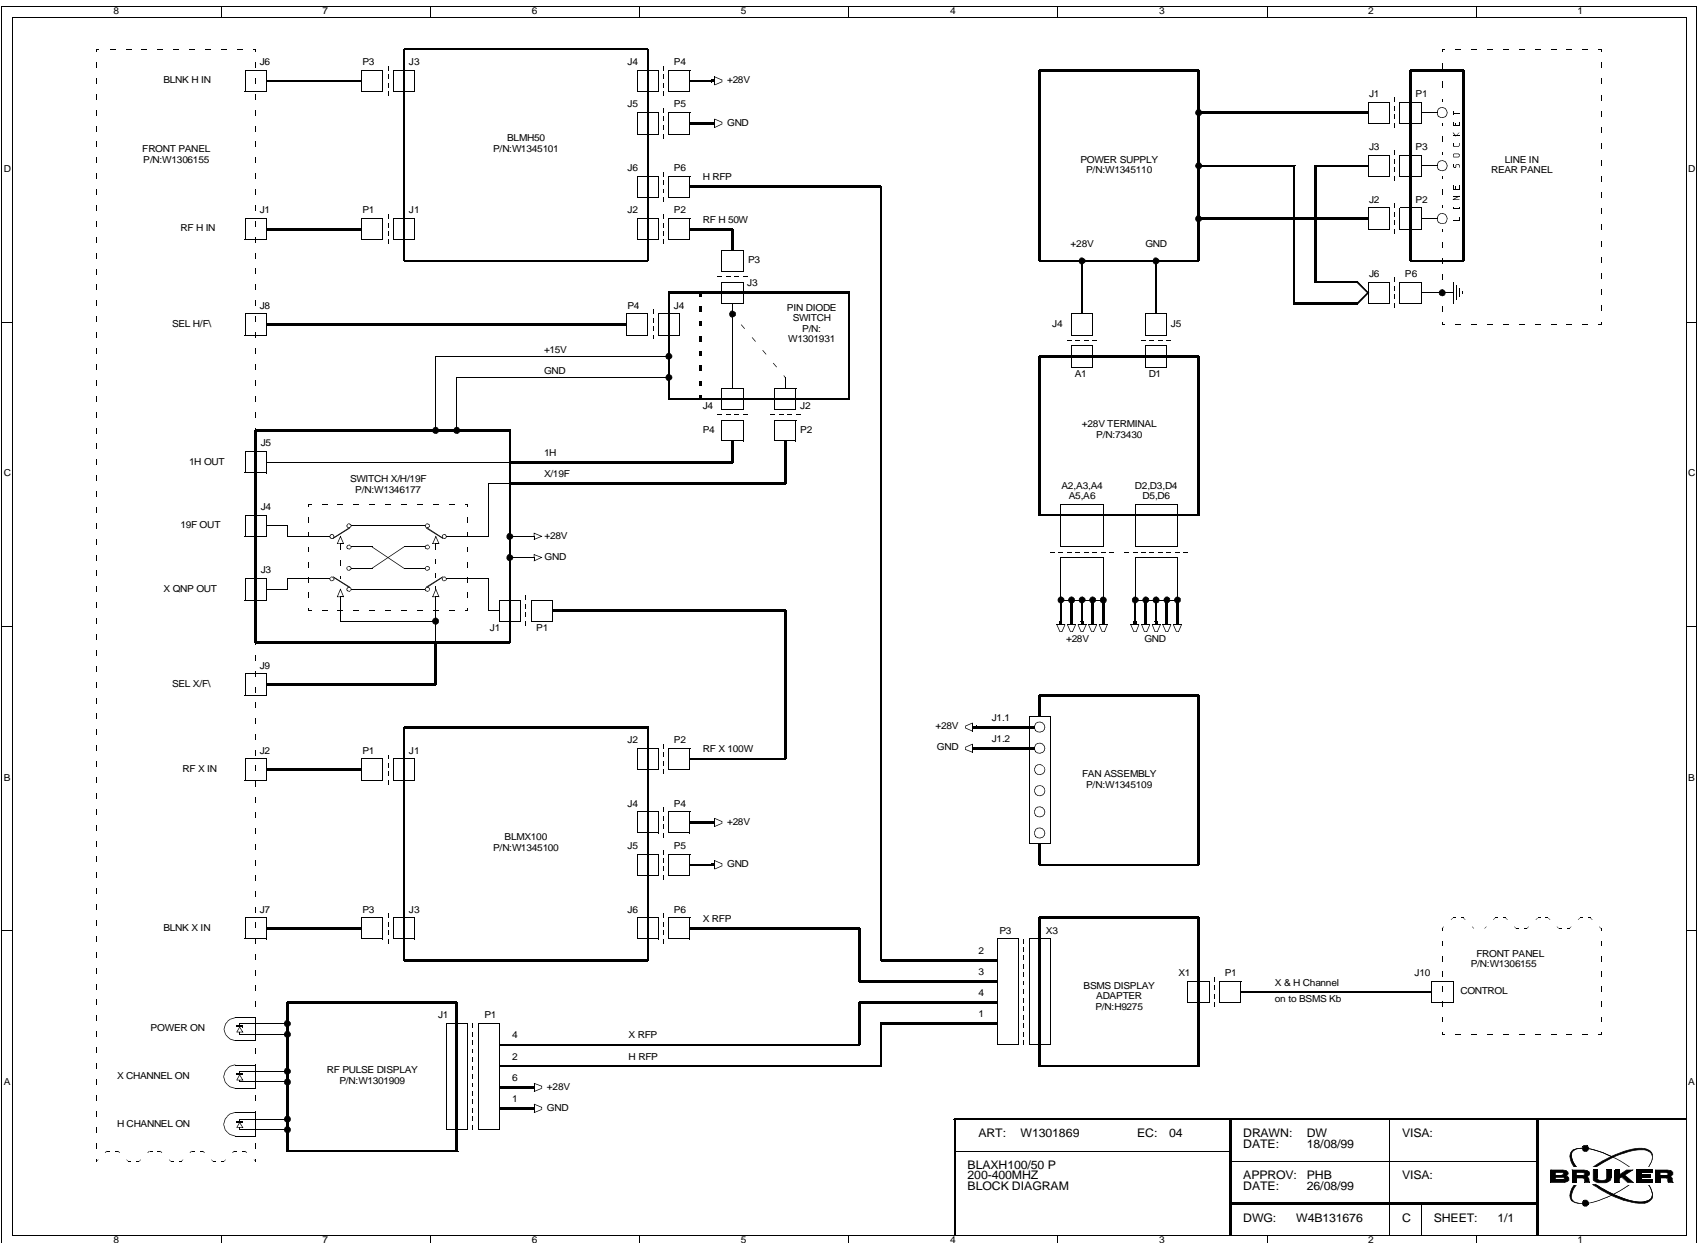 8 7 6 5 4 3 2 1
D
C
B
A
D
C
B
A
FRONT PANEL
P/N:W1306155
BLNK H IN
J6
P3 J3
RF H IN
J1
P1 J1
BLMH50
P/N:W1345101
J4 P4
+28V
J5 P5
GND
J6 P6
H RFP
J2 P2
RF H 50W
P3
J3
SEL H/F\
J8
P4 J4
PIN DIODE
SWITCH
P/N:
W1301931
+15V
GND
J4 J2
P4 P2
1H OUT
J5
1H
X/19F
SWITCH X/H/19F
P/N:W1346177
19F OUT
J4
+28V
GND
X QNP OUT
J3
J1 P1
SEL X/F\
J9
RF X IN
J2
P1 J1
BLMX100
P/N:W1345100
J2 P2
RF X 100W
J4 P4
+28V
J5 P5
GND
BLNK X IN
J7
P3 J3
J6 P6
X RFP
POWER ON
X CHANNEL ON
H CHANNEL ON
RF PULSE DISPLAY
P/N:W1301909
J1 P1
4 X RFP
2 H RFP
6 +28V
1 GND
POWER SUPPLY
P/N:W1345110
+28V GND
J1 P1
J3 P3
J2 P2
J6 P6
LINE SOCKET
LINE IN
REAR PANEL
J4 J5
A1 D1
+28V TERMINAL
P/N:73430
A2,A3,A4
A5,A6
D2,D3,D4
D5,D6
+28V GND
+28V J1.1
GND J1.2
FAN ASSEMBLY
P/N:W1345109
P3 X3
2
3
4
1
BSMS DISPLAY
ADAPTER
P/N:H9275
X1 P1
X & H Channel
on to BSMS Kb
J10
FRONT PANEL
P/N:W1306155
CONTROL
ART: W1301869 EC: 04
BLAXH100/50 P
200-400MHZ
BLOCK DIAGRAM
DRAWN: DW
DATE: 18/08/99
VISA:
APPROV: PHB
DATE: 26/08/99
VISA:
DWG: W4B131676
C SHEET: 1/1
BRUKER
8 7 6 5 4 3 2 1